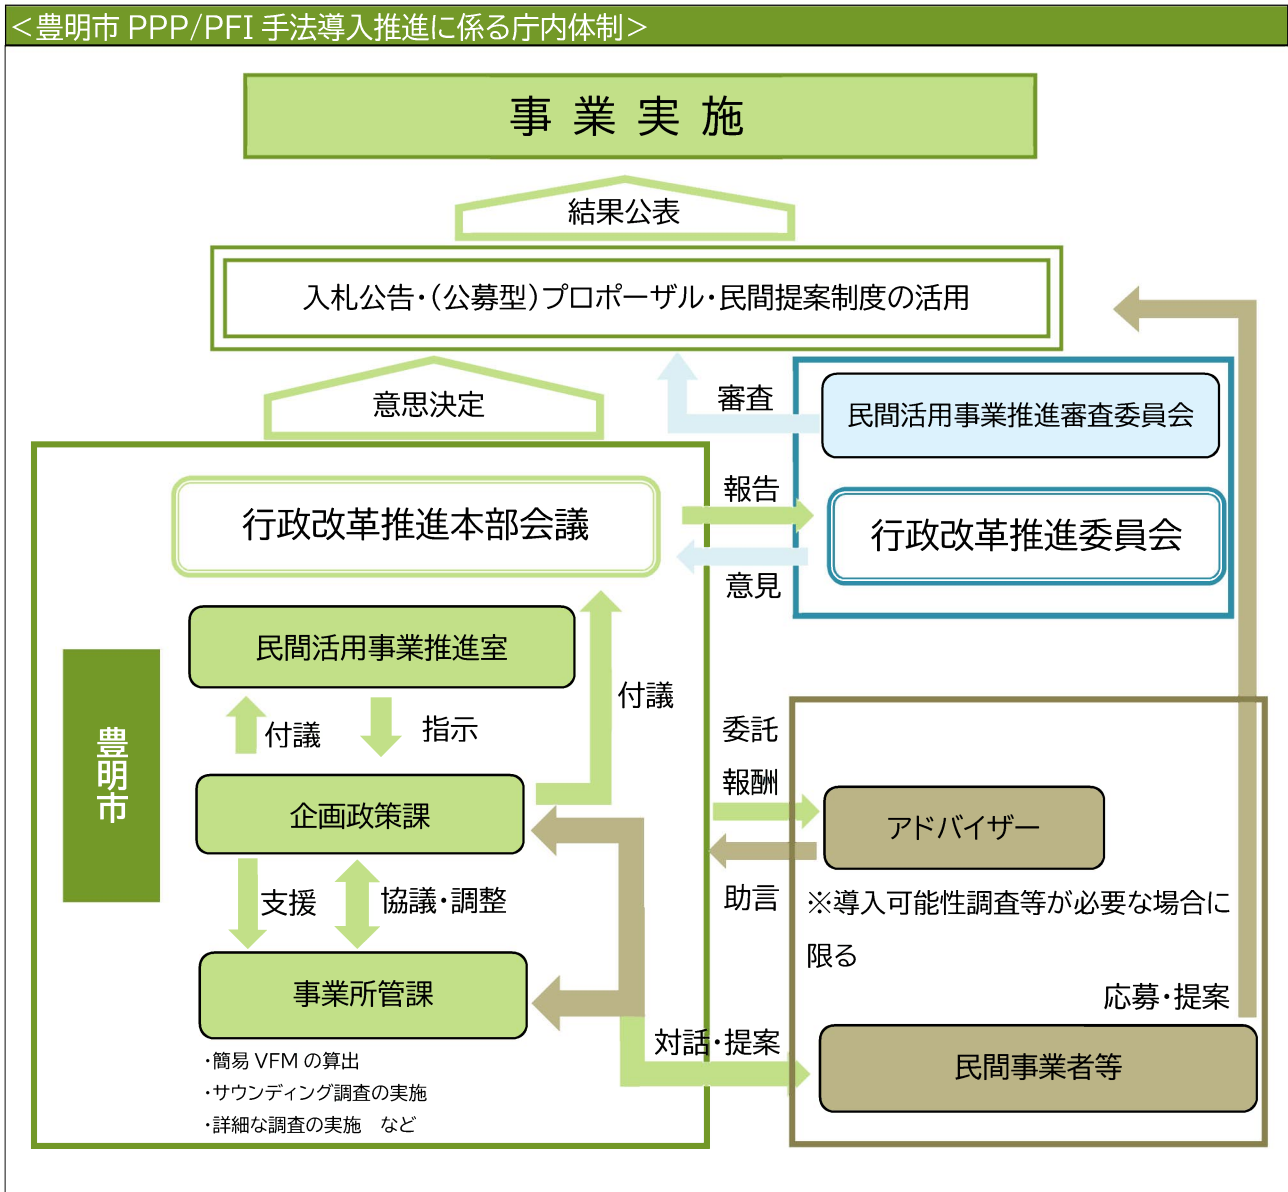 ＜豊明市 PPP/PFI 手法導入推進に係る庁内体制＞
事 業 実 施
結果公表
入札公告・（公募型）プロポーザル・民間提案制度の活用
意思決定
審査
民間活用事業推進審査委員会
行政改革推進本部会議
報告
意見
行政改革推進委員会
民間活用事業推進室
付議
指示
付議
豊明市
企画政策課
委託
報酬
アドバイザー
助言
※導入可能性調査等が必要な場合に
限る
支援
協議・調整
事業所管課
応募・提案
対話・提案
民間事業者等
・簡易 VFM の算出
・サウンディング調査の実施
・詳細な調査の実施　など